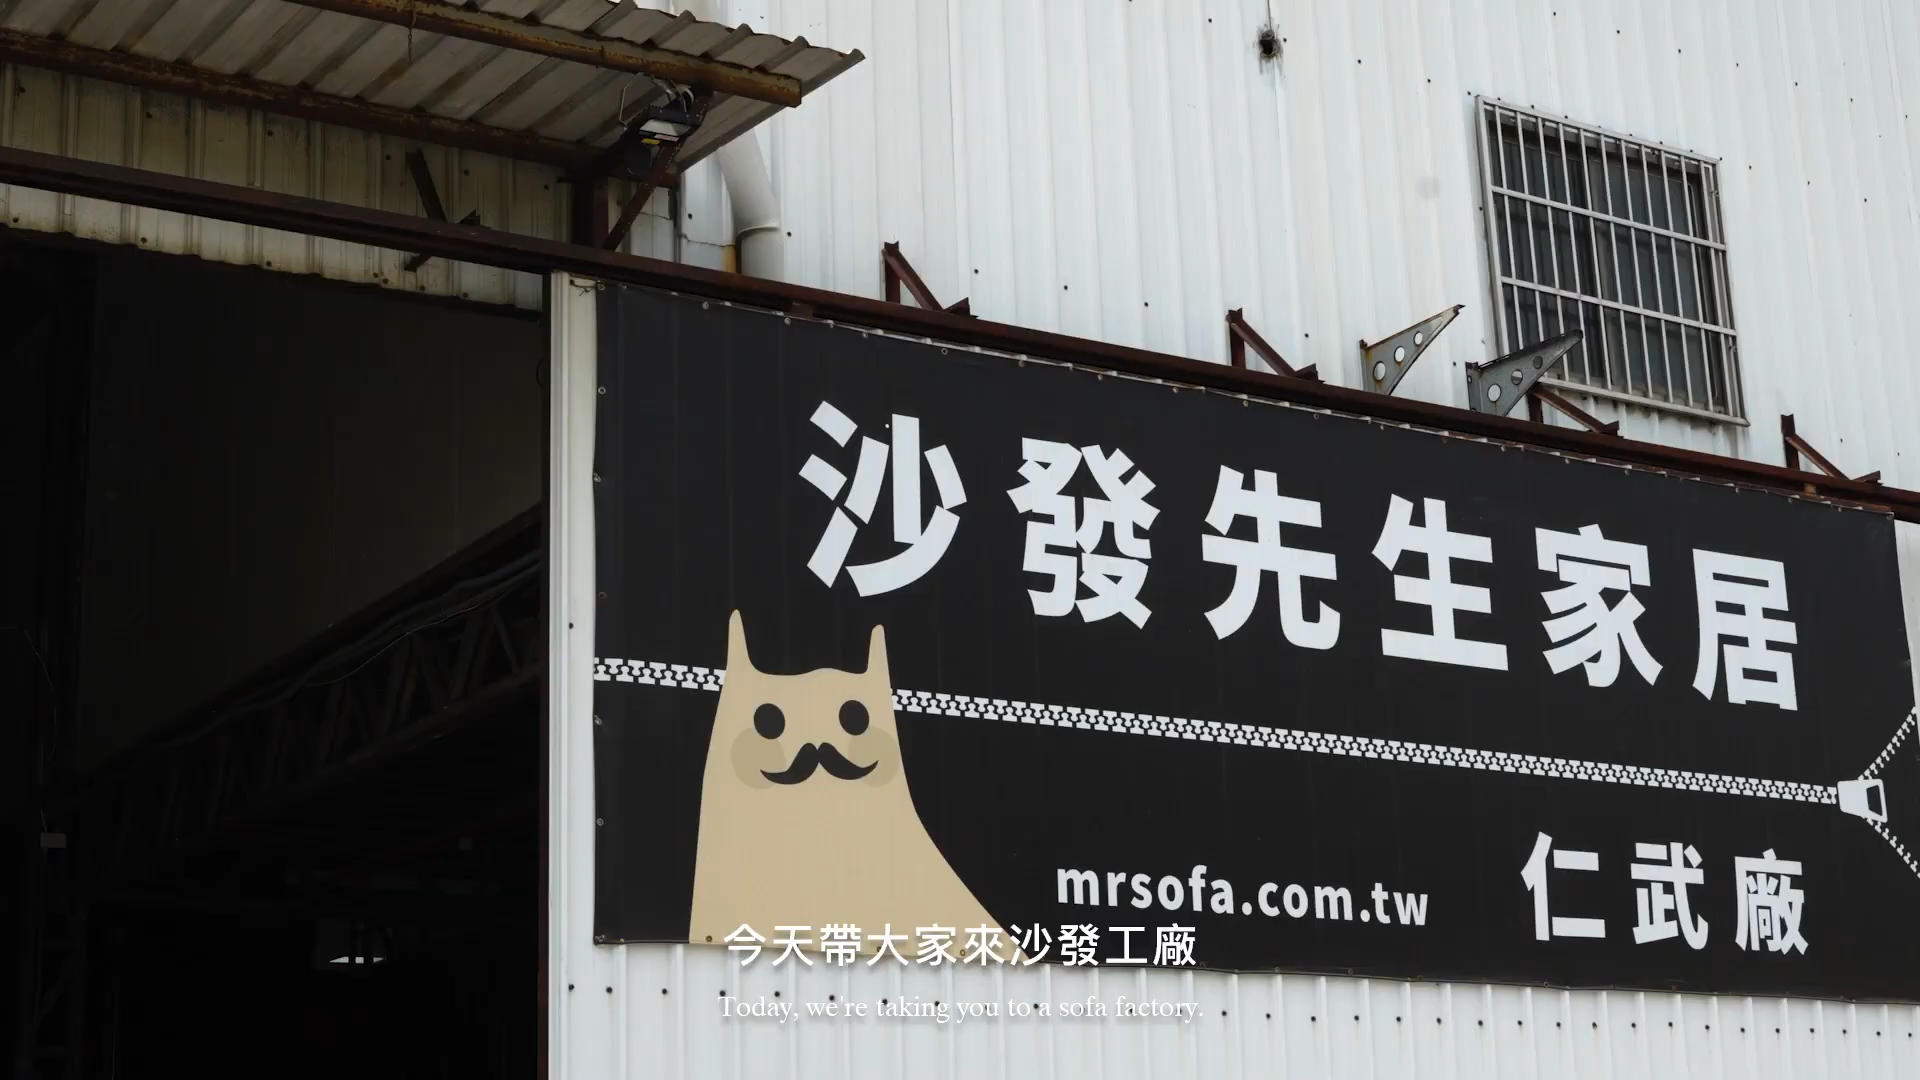 沙發先生家居
mrsofa.com.tw
仁武廠
今天帶大家來沙發工廠
Today, we're taking you to a sofa factory.